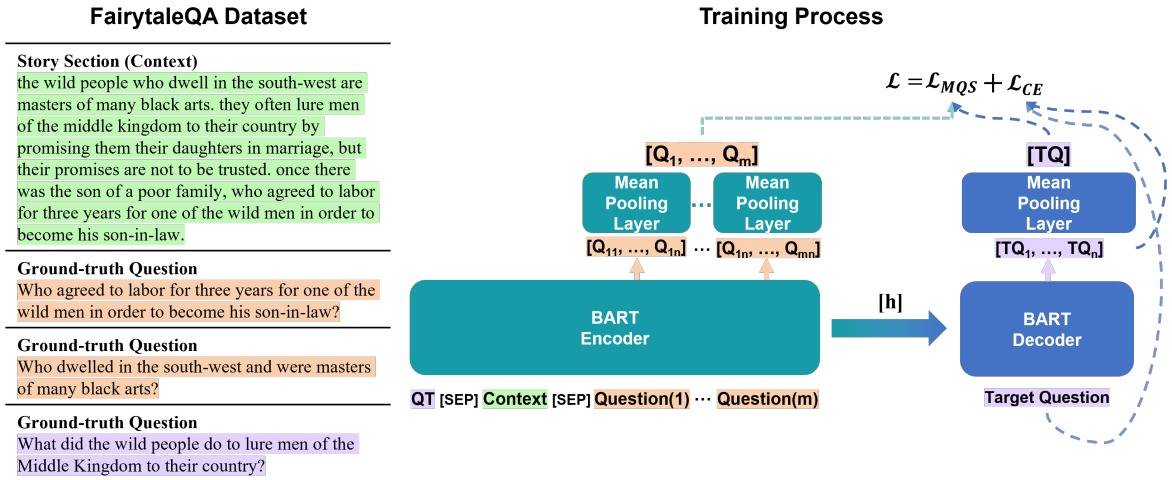 FairytaleQA Dataset
Story Section (Context)
the wild people who dwell in the south-west are
masters of many black arts. they often lure men
of the middle kingdom to their country by
promising them their daughters in marriage, but
their promises are not to be trusted. once there
was the son of a poor family, who agreed to labor
for three years for one of the wild men in order to
become his son-in-law.
Ground-truth Question
Who agreed to labor for three years for one of the
wild men in order to become his son-in-law?
Ground-truth Question
Who dwelled in the south-west and were masters
of many black arts?
Ground-truth Question
What did the wild people do to lure men of the
Middle Kingdom to their country?
Training Process
ℒ = ℒ_MQS + ℒ_CE
[Q₁, …, Qₘ]
[TQ]
Mean
Pooling
Layer
Mean
Pooling
Layer
Mean
Pooling
Layer
[Q₁₁, …, Q₁ₙ] ⋯ [Q₁ₙ, …, Qₘₙ]
[TQ₁, …, TQₙ]
BART
Encoder
[h]
BART
Decoder
QT [SEP] Context [SEP] Question(1) ⋯ Question(m)
Target Question